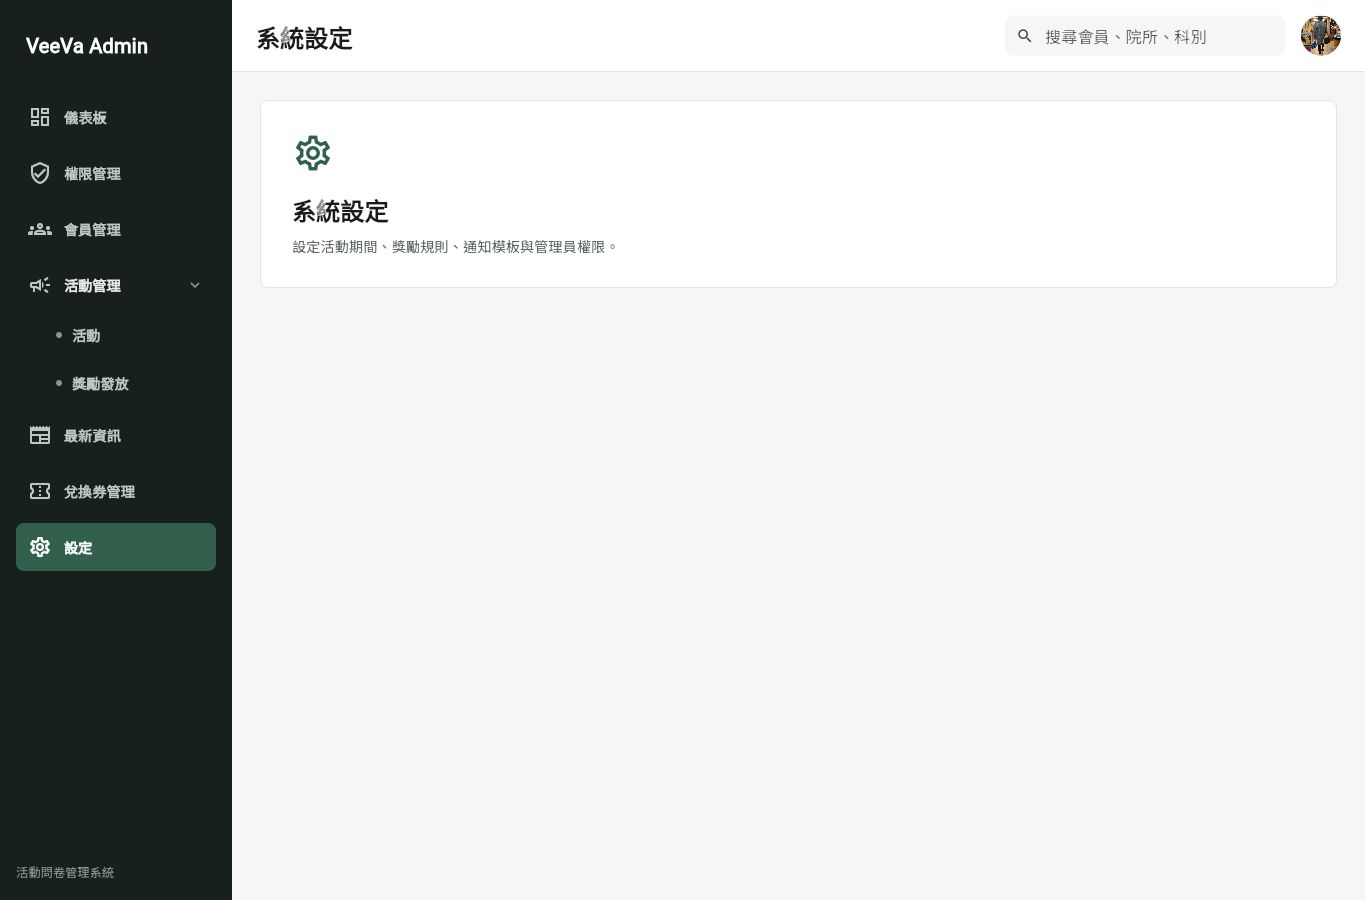 VeeVa Admin
系統設定
搜尋會員、院所、科別
儀表板
權限管理
會員管理
活動管理
活動
獎勵發放
最新資訊
兌換券管理
設定
系統設定
設定活動期間、獎勵規則、通知模板與管理員權限。
活動問卷管理系統